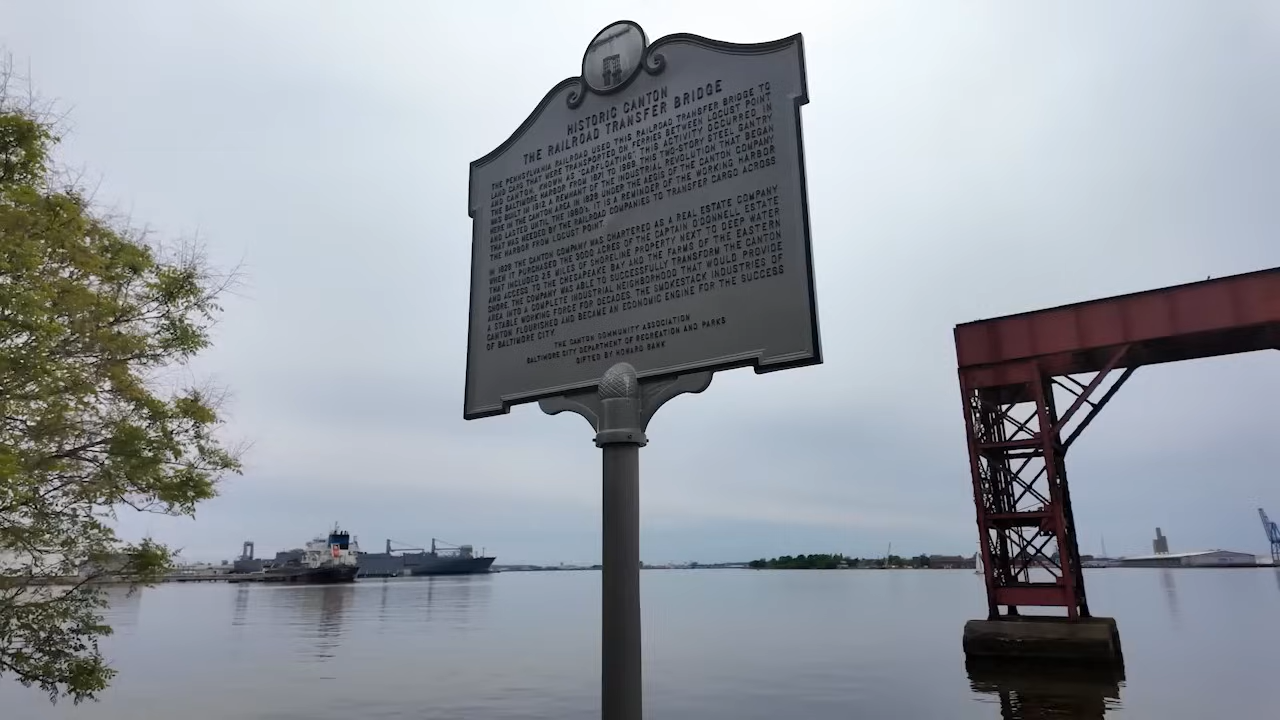 HISTORIC CANTON
THE RAILROAD TRANSFER BRIDGE
THE PENNSYLVANIA RAILROAD USED THIS RAILROAD TRANSFER BRIDGE TO
LAND CARS THAT WERE TRANSPORTED ON FERRIES BETWEEN LOCUST POINT
AND CANTON, KNOWN AS "CARFLOATING". THIS ACTIVITY OCCURRED IN
THE BALTIMORE HARBOR FROM 1871 TO 1969. THIS TWO-STORY STEEL GANTRY
WAS BUILT IN 1912. A REMNANT OF THE INDUSTRIAL REVOLUTION THAT BEGAN
HERE IN THE CANTON AREA IN 1829 UNDER THE AEGIS OF THE CANTON COMPANY
AND LASTED UNTIL THE 1980'S, IT IS A REMINDER OF THE WORKING HARBOR
THAT WAS NEEDED BY THE RAILROAD COMPANIES TO TRANSFER CARGO ACROSS
THE HARBOR FROM LOCUST POINT.
IN 1829 THE CANTON COMPANY WAS CHARTERED AS A REAL ESTATE COMPANY
WHEN IT PURCHASED THE 3000 ACRES OF THE CAPTAIN O'DONNELL ESTATE
THAT INCLUDED 2.5 MILES OF SHORELINE PROPERTY NEXT TO DEEP WATER
AND ACCESS TO THE CHESAPEAKE BAY AND THE FARMS OF THE EASTERN
SHORE. THE COMPANY WAS ABLE TO SUCCESSFULLY TRANSFORM THE CANTON
AREA INTO A COMPLETE INDUSTRIAL NEIGHBORHOOD THAT WOULD PROVIDE
A STABLE WORKING FORCE FOR DECADES. THE SMOKESTACK INDUSTRIES OF
CANTON FLOURISHED AND BECAME AN ECONOMIC ENGINE FOR THE SUCCESS
OF BALTIMORE CITY.
THE CANTON COMMUNITY ASSOCIATION
BALTIMORE CITY DEPARTMENT OF RECREATION AND PARKS
GIFTED BY HOWARD BANK